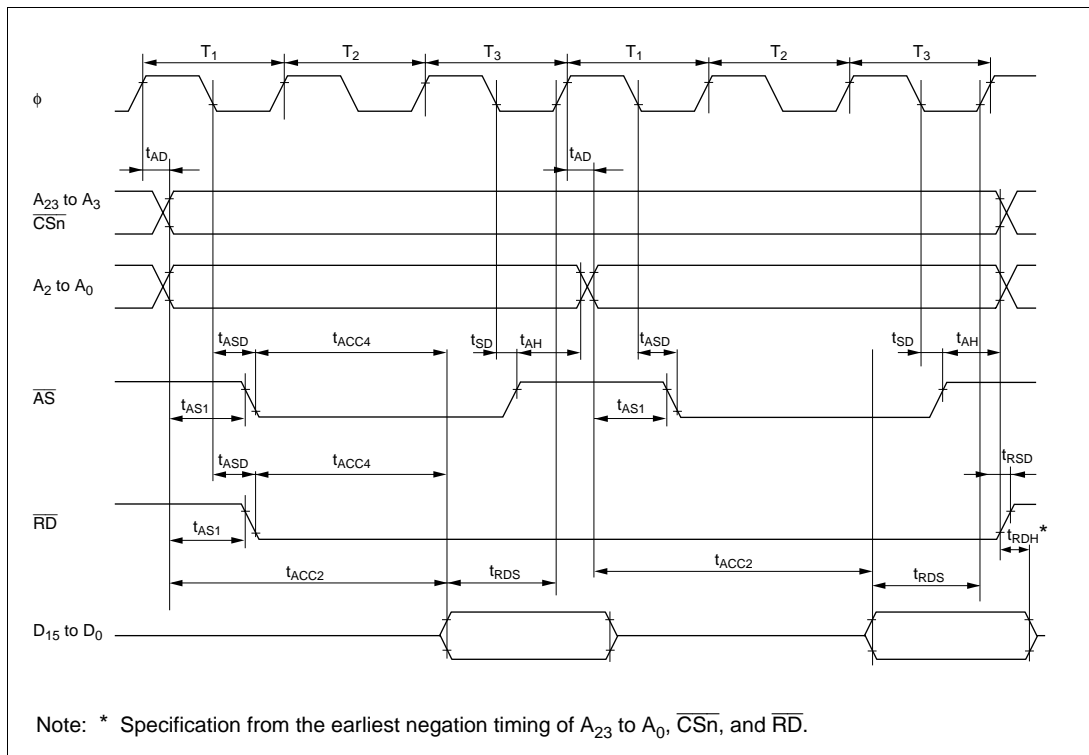 T1 T2 T3 T1 T2 T3
ϕ
tAD tAD
A23 to A3
CSn
A2 to A0
tASD tACC4 tSD tAH tASD tSD tAH
AS
tAS1 tAS1
tASD tACC4 tRSD
RD
tAS1 tRDH*
tACC2 tRDS tACC2 tRDS
D15 to D0
Note: * Specification from the earliest negation timing of A23 to A0, CSn, and RD.